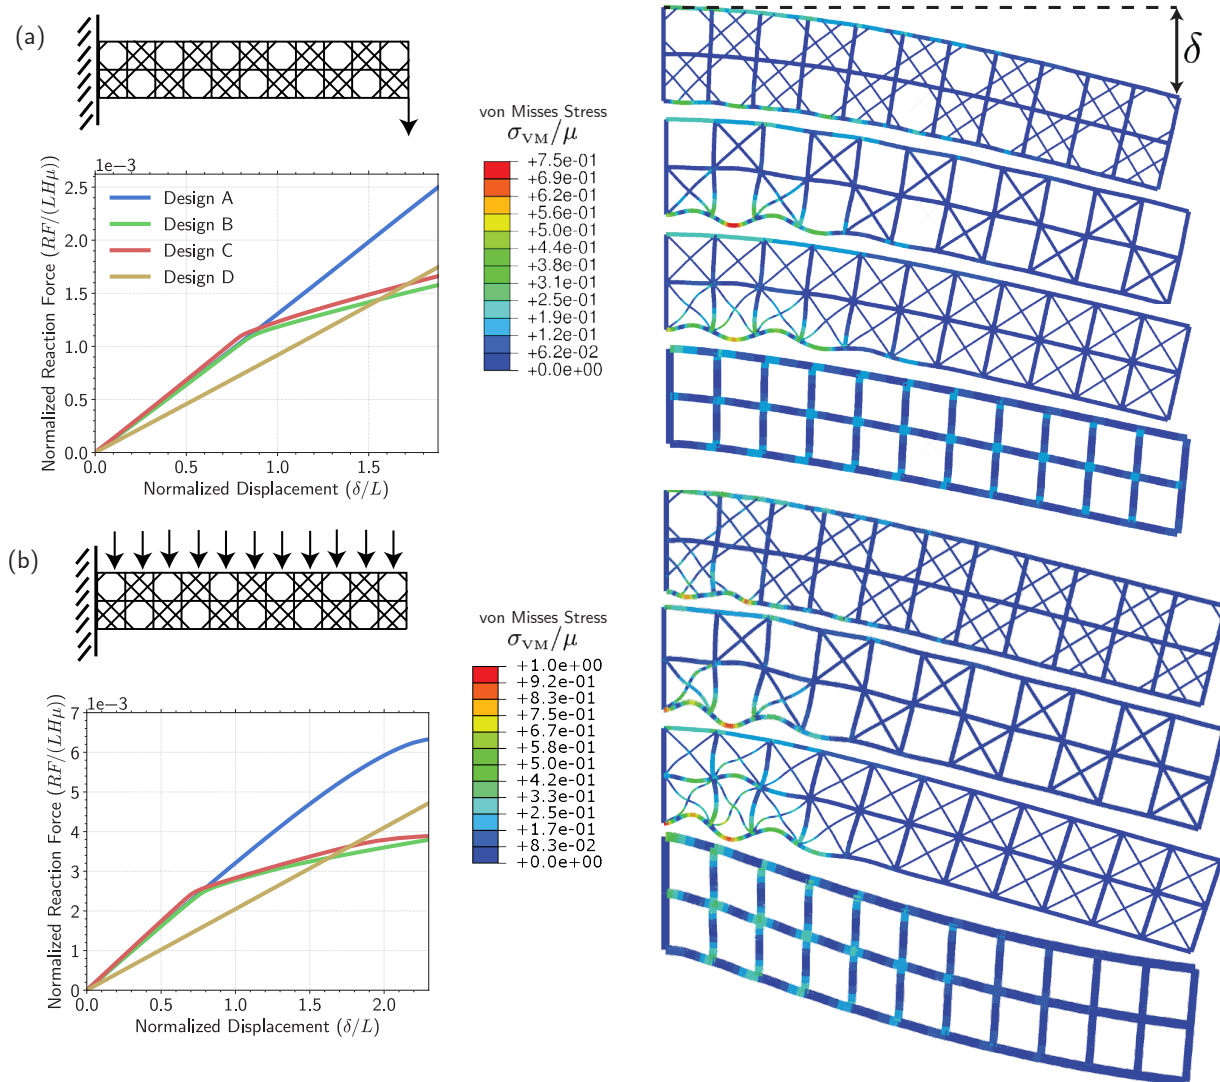 (a)
1e−3
Normalized Reaction Force (RF/(LHμ))
2.5
2.0
1.5
1.0
0.5
0.0
Design A
Design B
Design C
Design D
0.0 0.5 1.0 1.5
Normalized Displacement (δ/L)
von Misses Stress
σVM/μ
+7.5e-01
+6.9e-01
+6.2e-01
+5.6e-01
+5.0e-01
+4.4e-01
+3.8e-01
+3.1e-01
+2.5e-01
+1.9e-01
+1.2e-01
+6.2e-02
+0.0e+00
δ
(b)
1e−3
Normalized Reaction Force (RF/(LHμ))
7
6
5
4
3
2
1
0
0.0 0.5 1.0 1.5 2.0
Normalized Displacement (δ/L)
von Misses Stress
σVM/μ
+1.0e+00
+9.2e-01
+8.3e-01
+7.5e-01
+6.7e-01
+5.8e-01
+5.0e-01
+4.2e-01
+3.3e-01
+2.5e-01
+1.7e-01
+8.3e-02
+0.0e+00